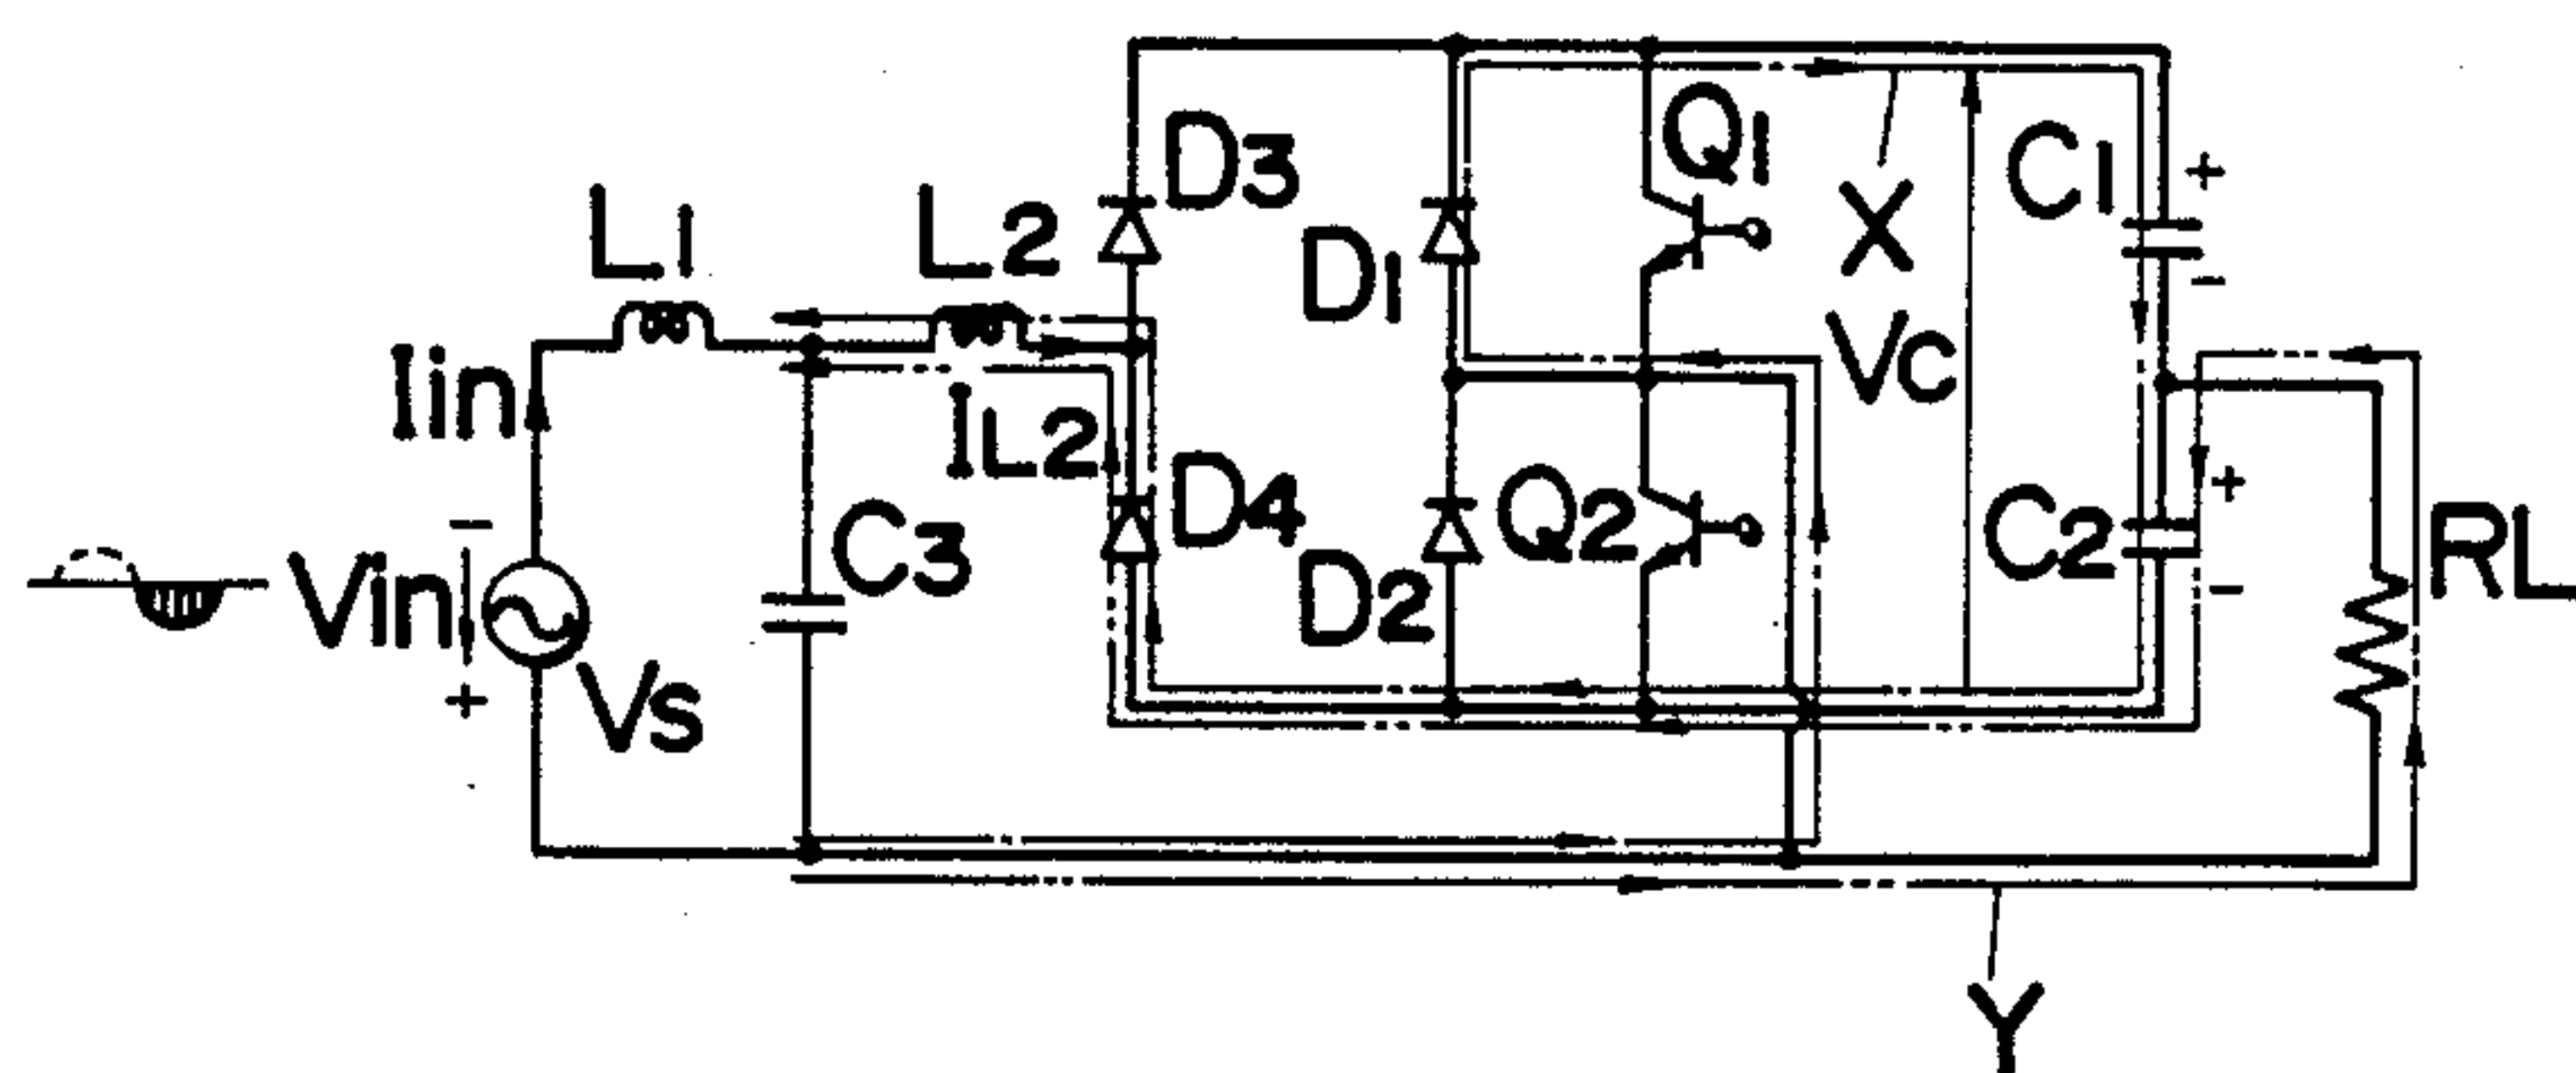 D3
Q1
C1
+
L1
L2
D1
X
-
Vc
Iin
IL2
D4
Q2
C2
+
RL
-
C3
D2
-
Vin
Vs
+
Y